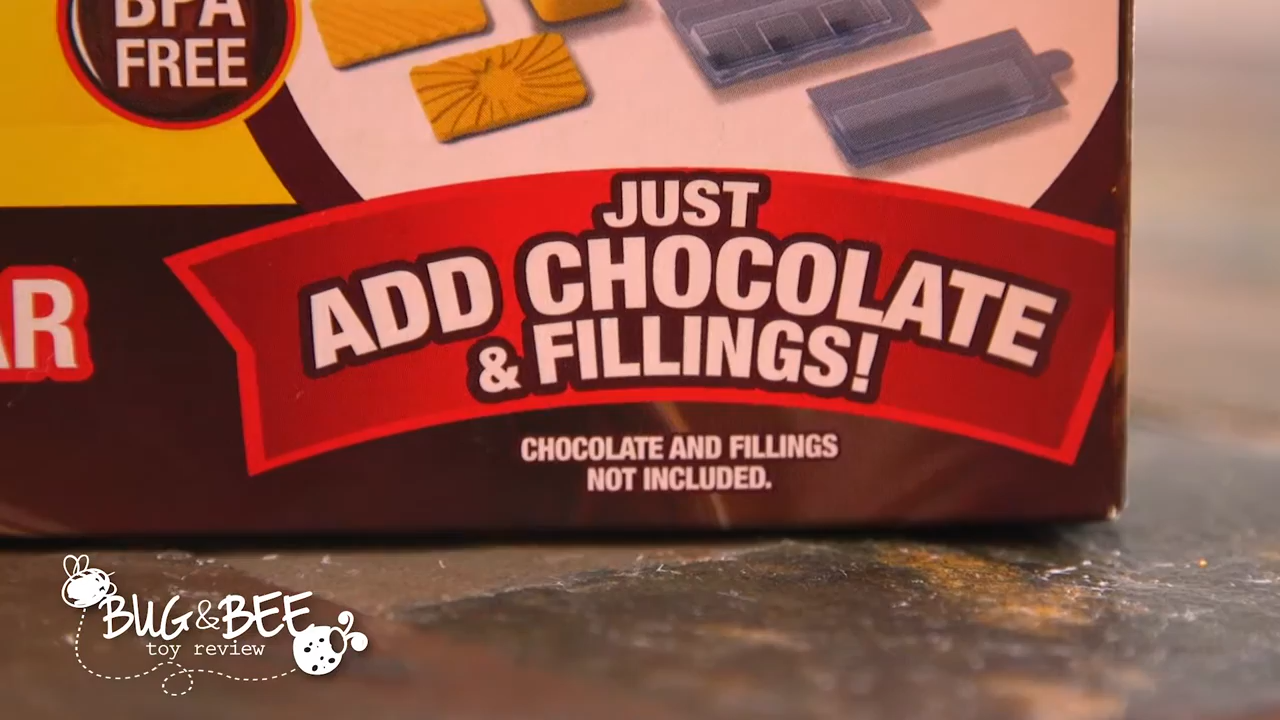 BPA
FREE
JUST
ADD CHOCOLATE
& FILLINGS!
AR
CHOCOLATE AND FILLINGS
NOT INCLUDED.
BUG&BEE
toy review